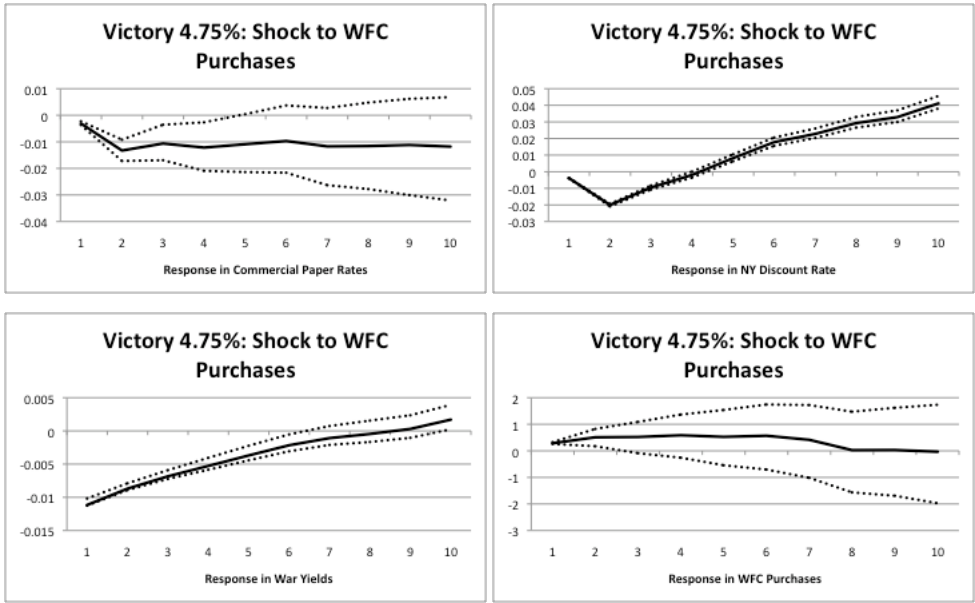 Victory 4.75%: Shock to WFC
Purchases
0.01
0
-0.01
-0.02
-0.03
-0.04
1 2 3 4 5 6 7 8 9 10
Response in Commercial Paper Rates
Victory 4.75%: Shock to WFC
Purchases
0.05
0.04
0.03
0.02
0.01
0
-0.01
-0.02
-0.03
1 2 3 4 5 6 7 8 9 10
Response in NY Discount Rate
Victory 4.75%: Shock to WFC
Purchases
0.005
0
-0.005
-0.01
-0.015
1 2 3 4 5 6 7 8 9 10
Response in War Yields
Victory 4.75%: Shock to WFC
Purchases
2
1
0
-1
-2
-3
1 2 3 4 5 6 7 8 9 10
Response in WFC Purchases